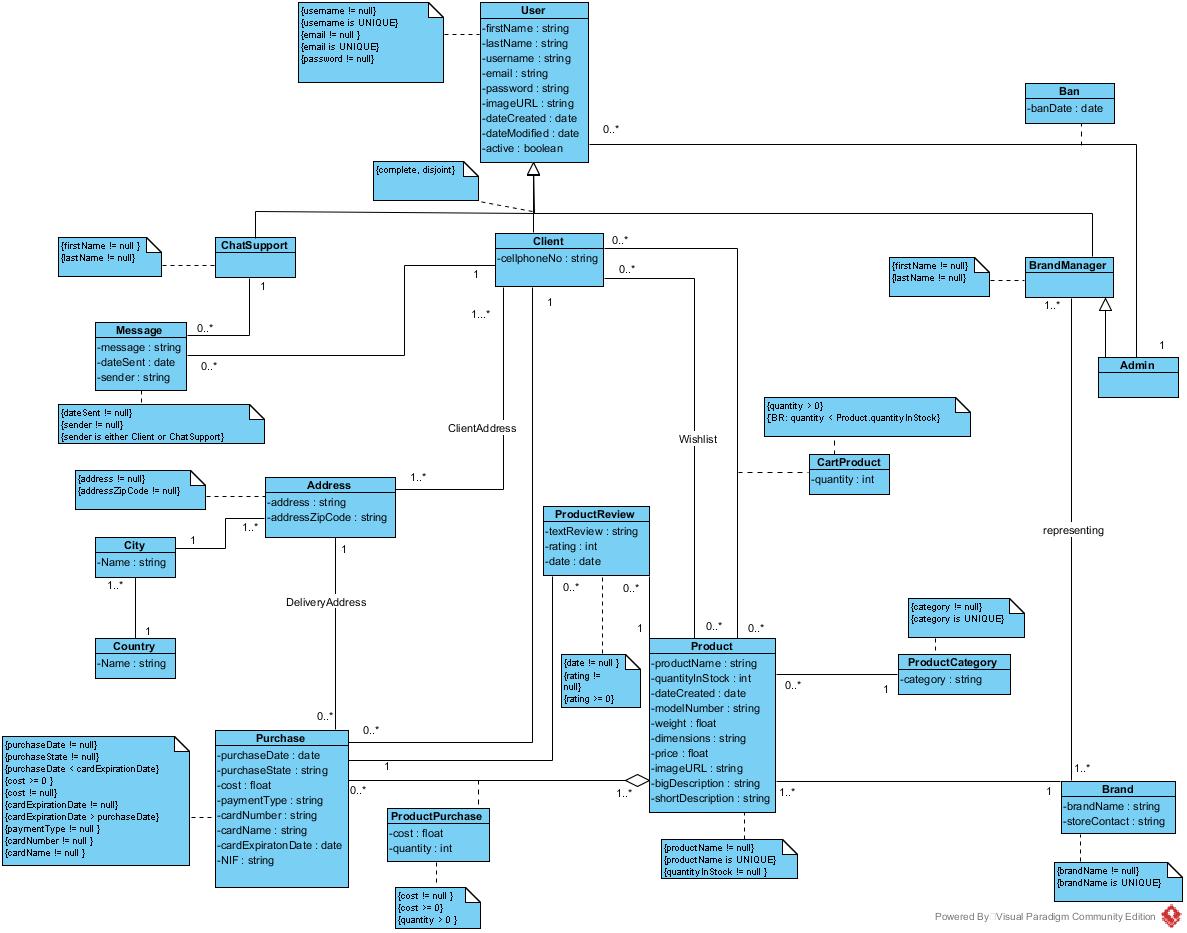 {username != null}
{username is UNIQUE}
{email != null }
{email is UNIQUE}
{password != null}
User
-firstName : string
-lastName : string
-username : string
-email : string
-password : string
-imageURL : string
-dateCreated : date
-dateModified : date
-active : boolean
0..*
Ban
-banDate : date
{complete, disjoint}
{firstName != null }
{lastName != null}
ChatSupport
1
Client
-cellphoneNo : string
0..*
0..*
1
1...*
1
{firstName != null}
{lastName != null}
BrandManager
1..*
1
Admin
Message
-message : string
-dateSent : date
-sender : string
0..*
0..*
{dateSent != null}
{sender != null}
{sender is either Client or ChatSupport}
ClientAddress
Wishlist
{quantity > 0}
{BR: quantity < Product.quantityInStock}
CartProduct
-quantity : int
{address != null}
{addressZipCode != null}
Address
-address : string
-addressZipCode : string
1..*
1..*
1
1
City
-Name : string
1..*
1
Country
-Name : string
DeliveryAddress
ProductReview
-textReview : string
-rating : int
-date : date
0..*
0..*
1
{date != null }
{rating !=
null}
{rating >= 0}
representing
0..*
0..*
Product
-productName : string
-quantityInStock : int
-dateCreated : date
-modelNumber : string
-weight : float
-dimensions : string
-price : float
-imageURL : string
-bigDescription : string
-shortDescription : string
{category != null}
{category is UNIQUE}
ProductCategory
-category : string
0..*
1
0..*
0..*
1
0..*
1..*
{purchaseDate != null}
{purchaseState != null}
{purchaseDate < cardExpirationDate}
{cost >= 0 }
{cost != null}
{cardExpirationDate != null}
{cardExpirationDate > purchaseDate}
{paymentType != null }
{cardNumber != null }
{cardName != null }
Purchase
-purchaseDate : date
-purchaseState : string
-cost : float
-paymentType : string
-cardNumber : string
-cardName : string
-cardExpiratonDate : date
-NIF : string
ProductPurchase
-cost : float
-quantity : int
{cost != null }
{cost >= 0}
{quantity > 0 }
{productName != null}
{productName is UNIQUE}
{quantityInStock != null }
1..*
1..*
1
Brand
-brandName : string
-storeContact : string
{brandName != null}
{brandName is UNIQUE}
Powered By Visual Paradigm Community Edition